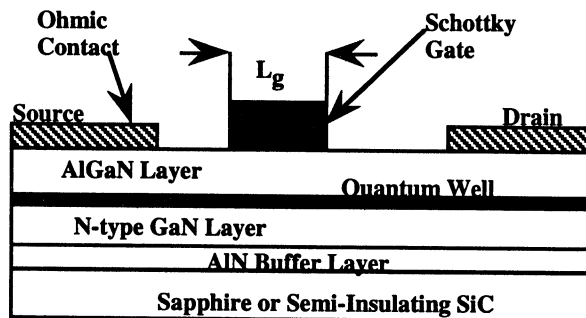 Ohmic
Contact
Schottky
Gate
Lg
Source
Drain
AlGaN Layer
Quantum Well
N-type GaN Layer
AlN Buffer Layer
Sapphire or Semi-Insulating SiC